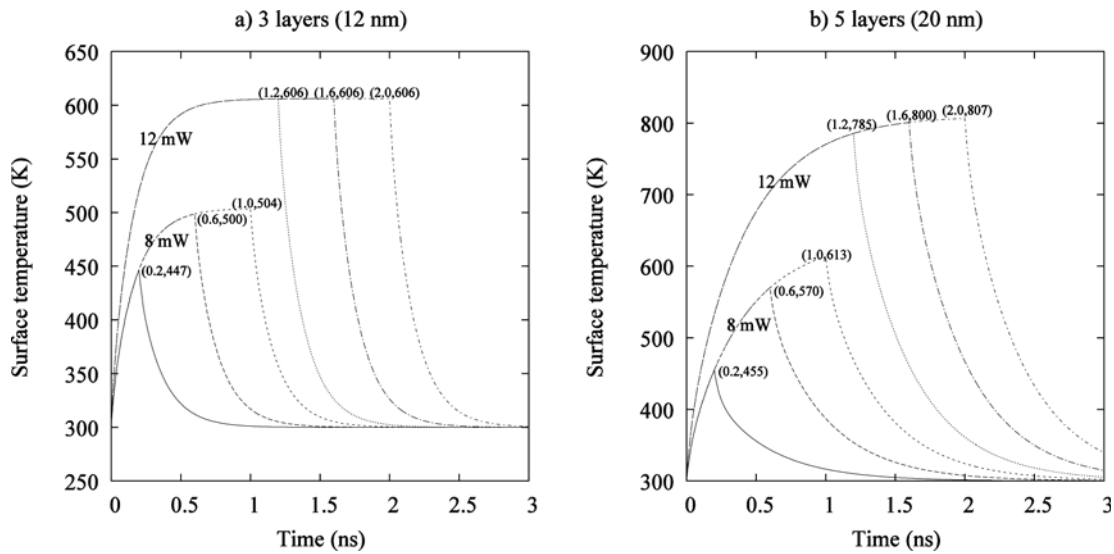 a) 3 layers (12 nm)
Surface temperature (K)
650
600
550
500
450
400
350
300
250
(1.2,606) (1.6,606) (2.0,606)
12 mW
(1.0,504)
(0.6,500)
8 mW
(0.2,447)
0 0.5 1 1.5 2 2.5 3
Time (ns)
b) 5 layers (20 nm)
Surface temperature (K)
900
800
700
600
500
400
300
(2.0,807)
(1.6,800)
(1.2,785)
12 mW
(1,0,613)
(0.6,570)
8 mW
(0.2,455)
0 0.5 1 1.5 2 2.5 3
Time (ns)